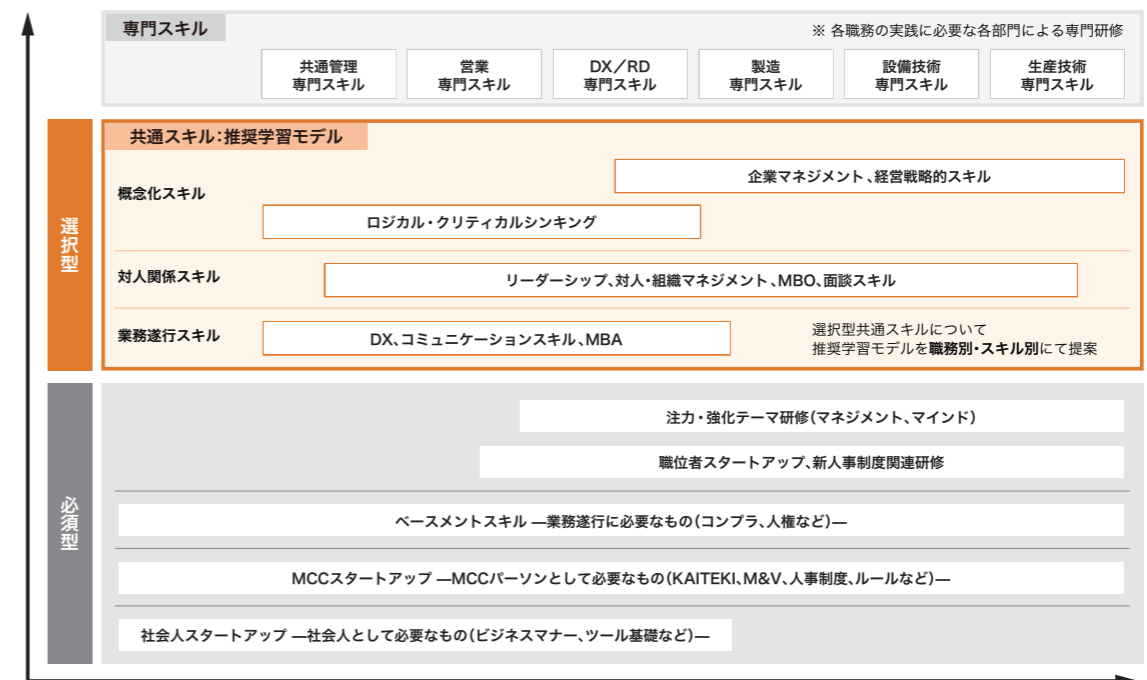 専門スキル
※ 各職務の実践に必要な各部門による専門研修
共通管理
専門スキル
営業
専門スキル
DX／RD
専門スキル
製造
専門スキル
設備技術
専門スキル
生産技術
専門スキル
選択型
共通スキル：推奨学習モデル
概念化スキル
企業マネジメント、経営戦略的スキル
ロジカル・クリティカルシンキング
対人関係スキル
リーダーシップ、対人・組織マネジメント、MBO、面談スキル
業務遂行スキル
DX、コミュニケーションスキル、MBA
選択型共通スキルについて
推奨学習モデルを職務別・スキル別にて提案
必須型
注力・強化テーマ研修（マネジメント、マインド）
職位者スタートアップ、新人事制度関連研修
ベースメントスキル ―業務遂行に必要なもの（コンプラ、人権など）―
MCCスタートアップ ―MCCパーソンとして必要なもの（KAITEKI、M&V、人事制度、ルールなど）―
社会人スタートアップ ―社会人として必要なもの（ビジネスマナー、ツール基礎など）―